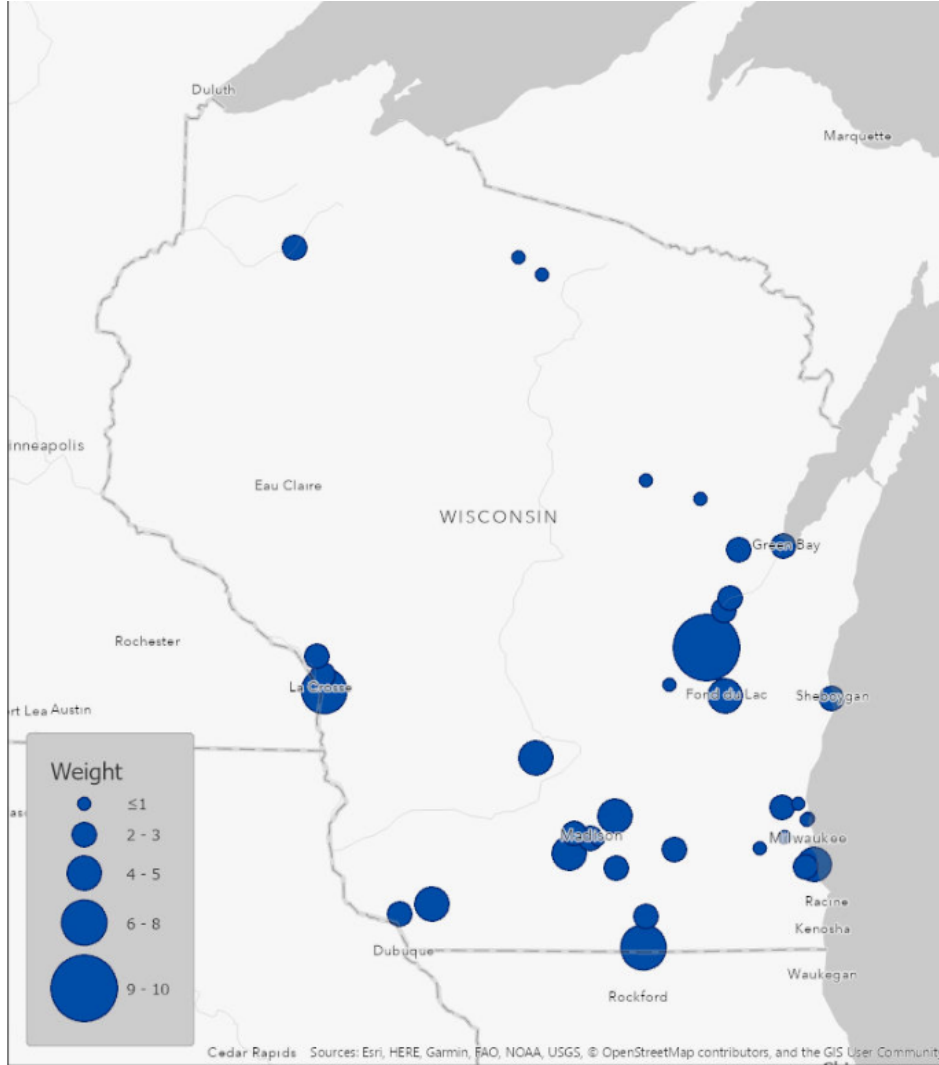 Duluth
Marquette
inneapolis
Eau Claire
WISCONSIN
Green Bay
Rochester
La Crosse
Fond du Lac
Sheboygan
rt Lea Austin
Weight
≤1
2 - 3
4 - 5
6 - 8
9 - 10
Madison
Milwaukee
Racine
Kenosha
Dubuque
Waukegan
Rockford
Cedar Rapids
Sources: Esri, HERE, Garmin, FAO, NOAA, USGS, © OpenStreetMap contributors, and the GIS User Community